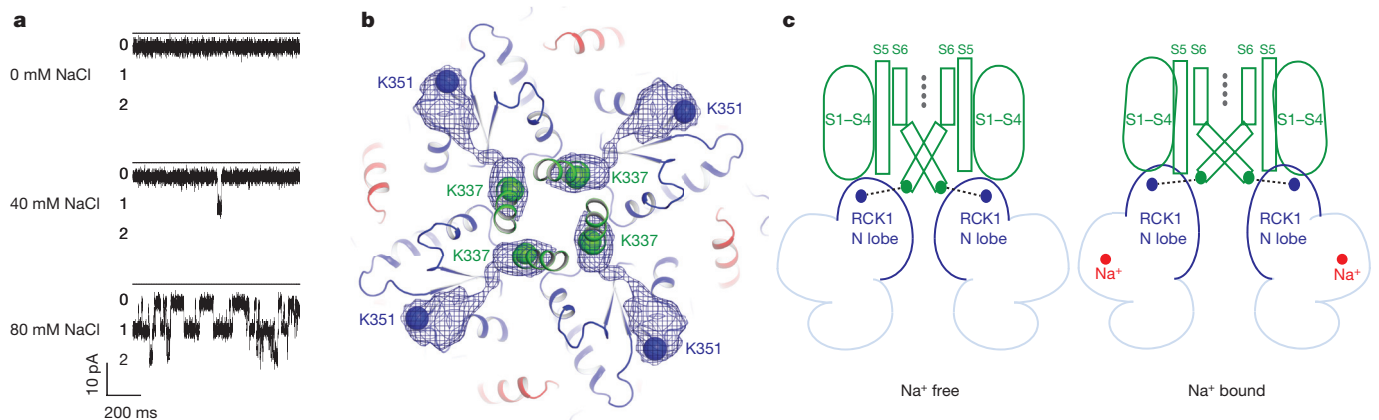 a
0
0 mM NaCl
1
2
0
40 mM NaCl
1
2
0
80 mM NaCl
1
2
10 pA
200 ms
b
K351
K351
K337
K337
K337
K337
K351
K351
c
S5 S6 S6 S5
S1–S4 S1–S4
RCK1 N lobe
RCK1 N lobe
Na⁺ free
S5 S6 S6 S5
S1–S4 S1–S4
RCK1 N lobe
RCK1 N lobe
Na⁺
Na⁺
Na⁺ bound